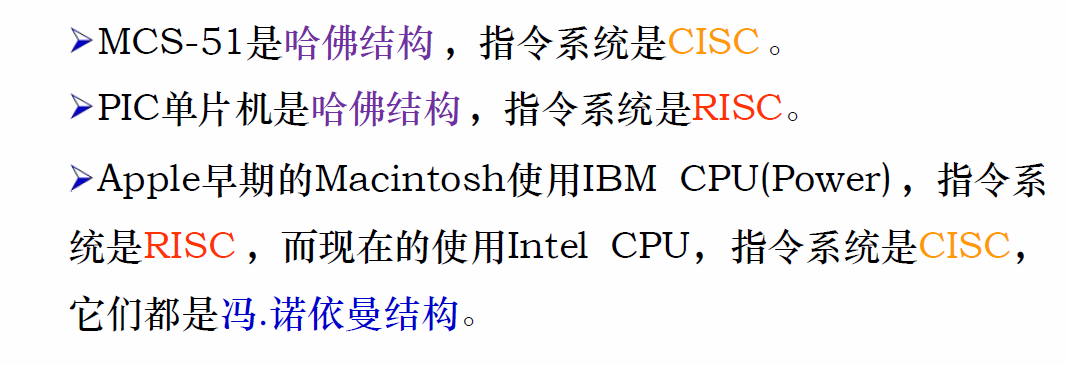 ➢MCS-51是哈佛结构，指令系统是CISC。
➢PIC单片机是哈佛结构，指令系统是RISC。
➢Apple早期的Macintosh使用IBM CPU(Power)，指令系
统是RISC，而现在的使用Intel CPU，指令系统是CISC，
它们都是冯.诺依曼结构。